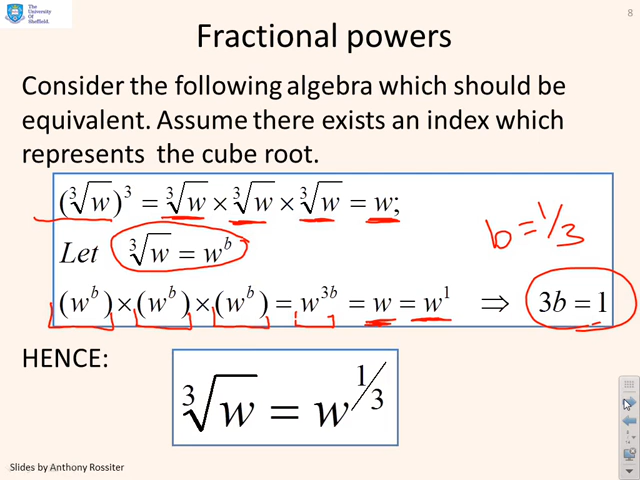 The
University
Of
Sheffield.
8
Fractional powers
Consider the following algebra which should be
equivalent. Assume there exists an index which
represents the cube root.
(∛w)³ = ∛w × ∛w × ∛w = w;
b = 1/3
Let ∛w = w^b
(w^b) × (w^b) × (w^b) = w^{3b} = w = w¹ ⇒ 3b = 1
HENCE:
∛w = w^{1/3}
Slides by Anthony Rossiter